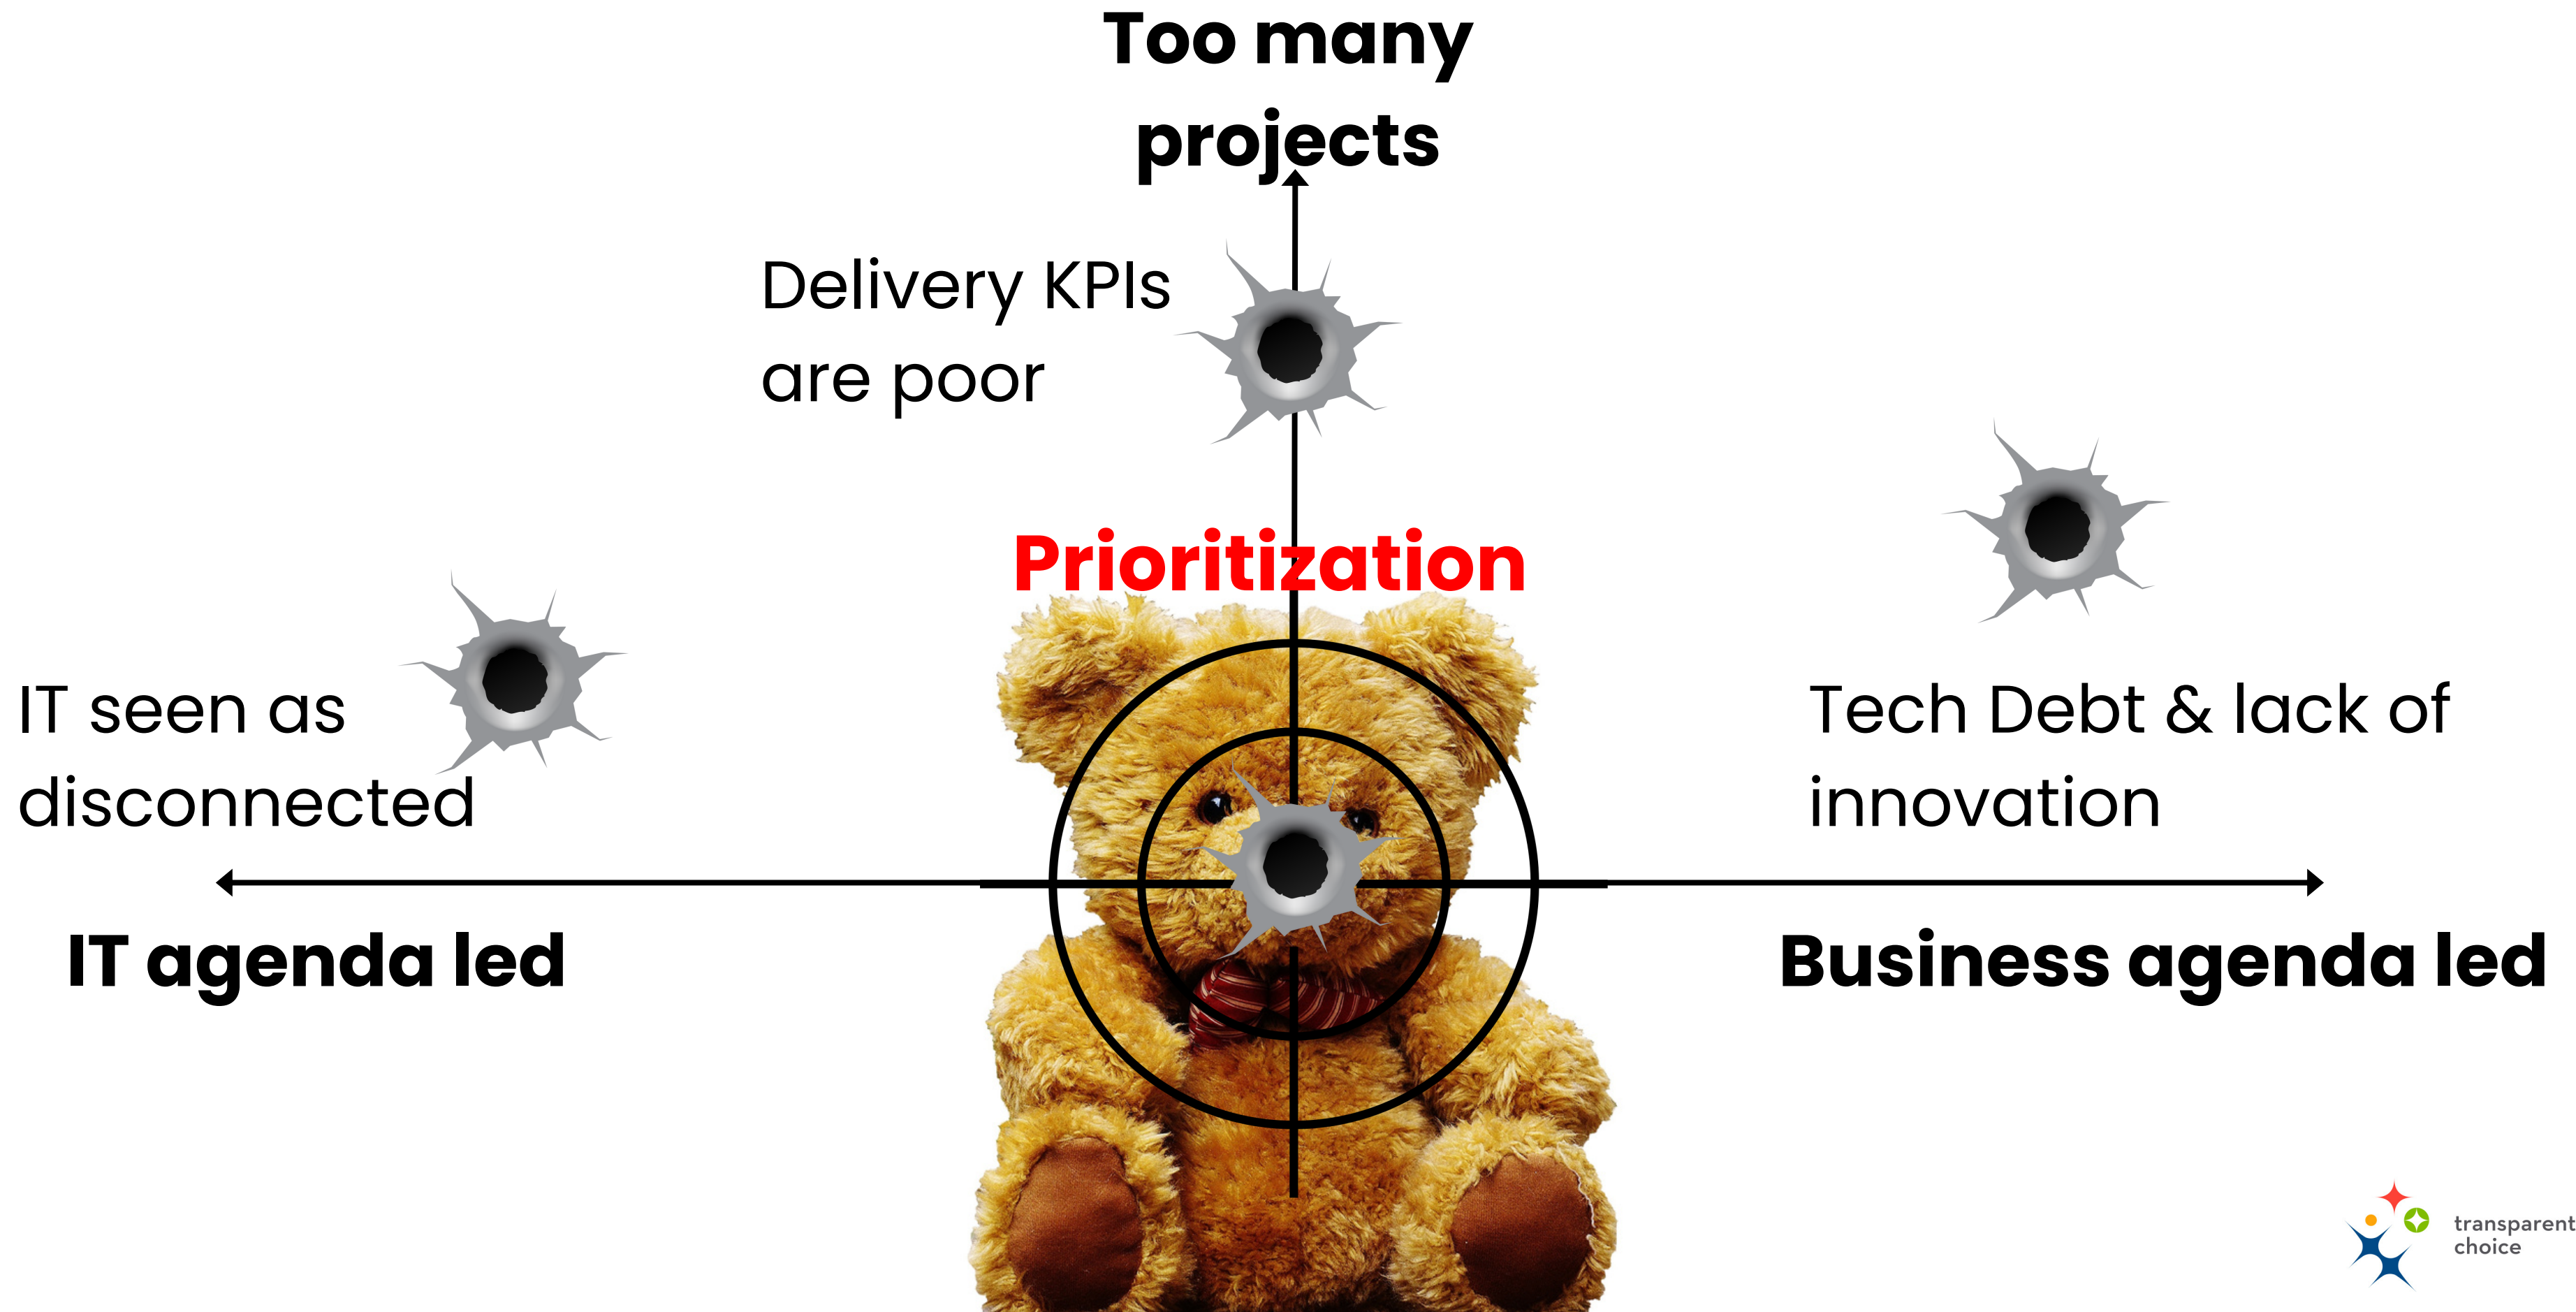 Too many
projects
Delivery KPIs
are poor
Prioritization
IT seen as
disconnected
Tech Debt & lack of
innovation
IT agenda led
Business agenda led
transparent
choice